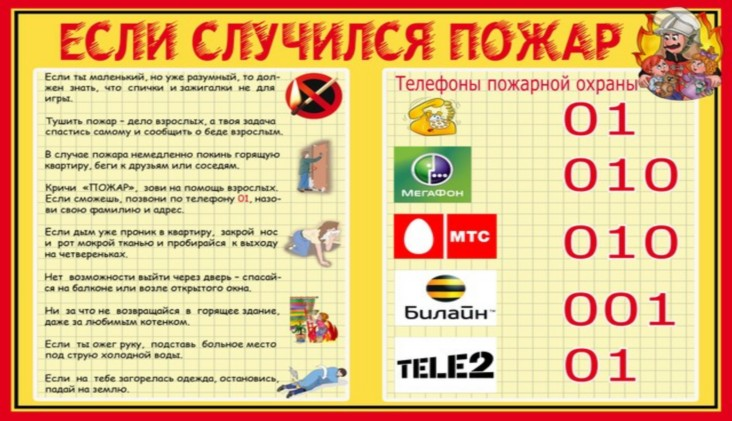 ЕСЛИ СЛУЧИЛСЯ ПОЖАР
Если ты маленький, но уже разумный, то дол-
жен знать, что спички и зажигалки не для
игры.
Тушить пожар – дело взрослых, а твоя задача
спастись самому и сообщить о беде взрослым.
В случае пожара немедленно покинь горящую
квартиру, беги к друзьям или соседям.
Кричи «ПОЖАР», зови на помощь взрослых.
Если сможешь, позвони по телефону 01, назо-
ви свою фамилию и адрес.
Если дым уже проник в квартиру, закрой нос
и рот мокрой тканью и пробирайся к выходу
на четвереньках.
Нет возможности выйти через дверь – спасай-
ся на балконе или возле открытого окна.
Ни за что не возвращайся в горящее здание,
даже за любимым котенком.
Если ты ожег руку, подставь больное место
под струю холодной воды.
Если на тебе загорелась одежда, остановись,
падай на землю.
Телефоны пожарной охраны
01
МЕГАФОН 010
МТС 010
Билайн™ 001
TELE2 01